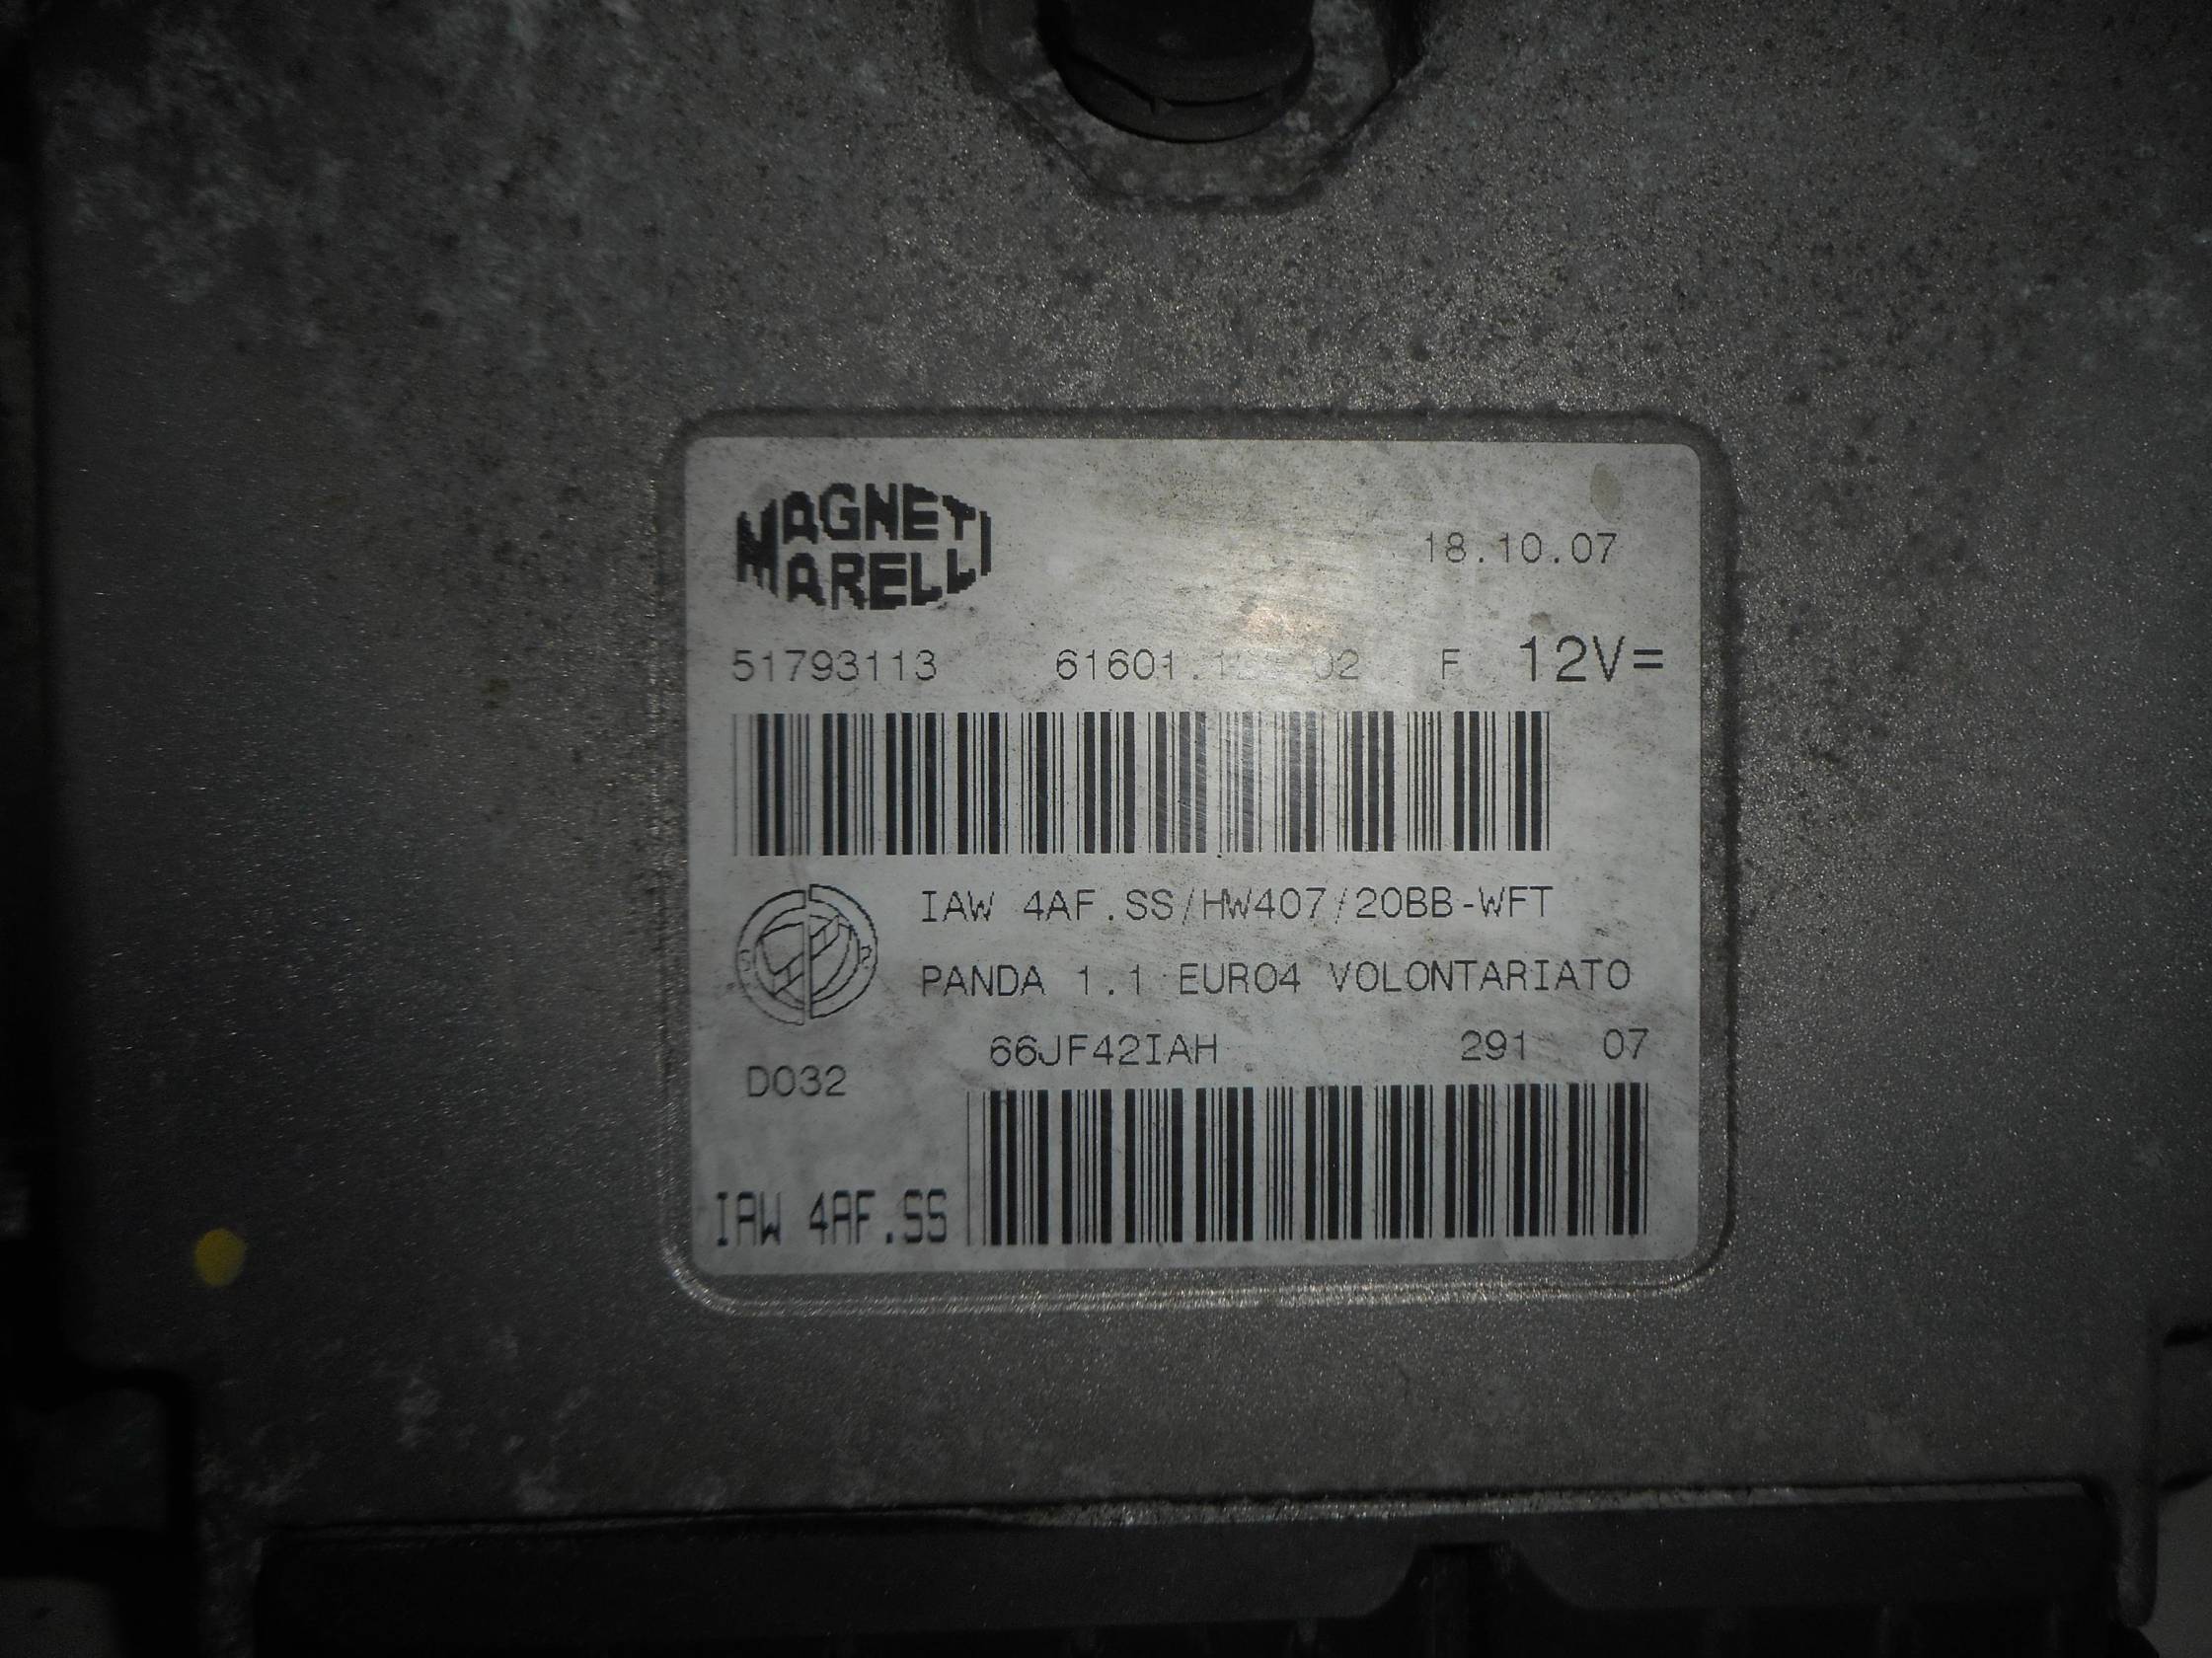 MAGNETI
MARELLI
18.10.07
51793113 F 12V=
IAW 4AF.SS/HW407/20BB-WFT
PANDA 1.1 EURO4 VOLONTARIATO
66JF42IAH 291 07
D032
IAW 4AF.SS